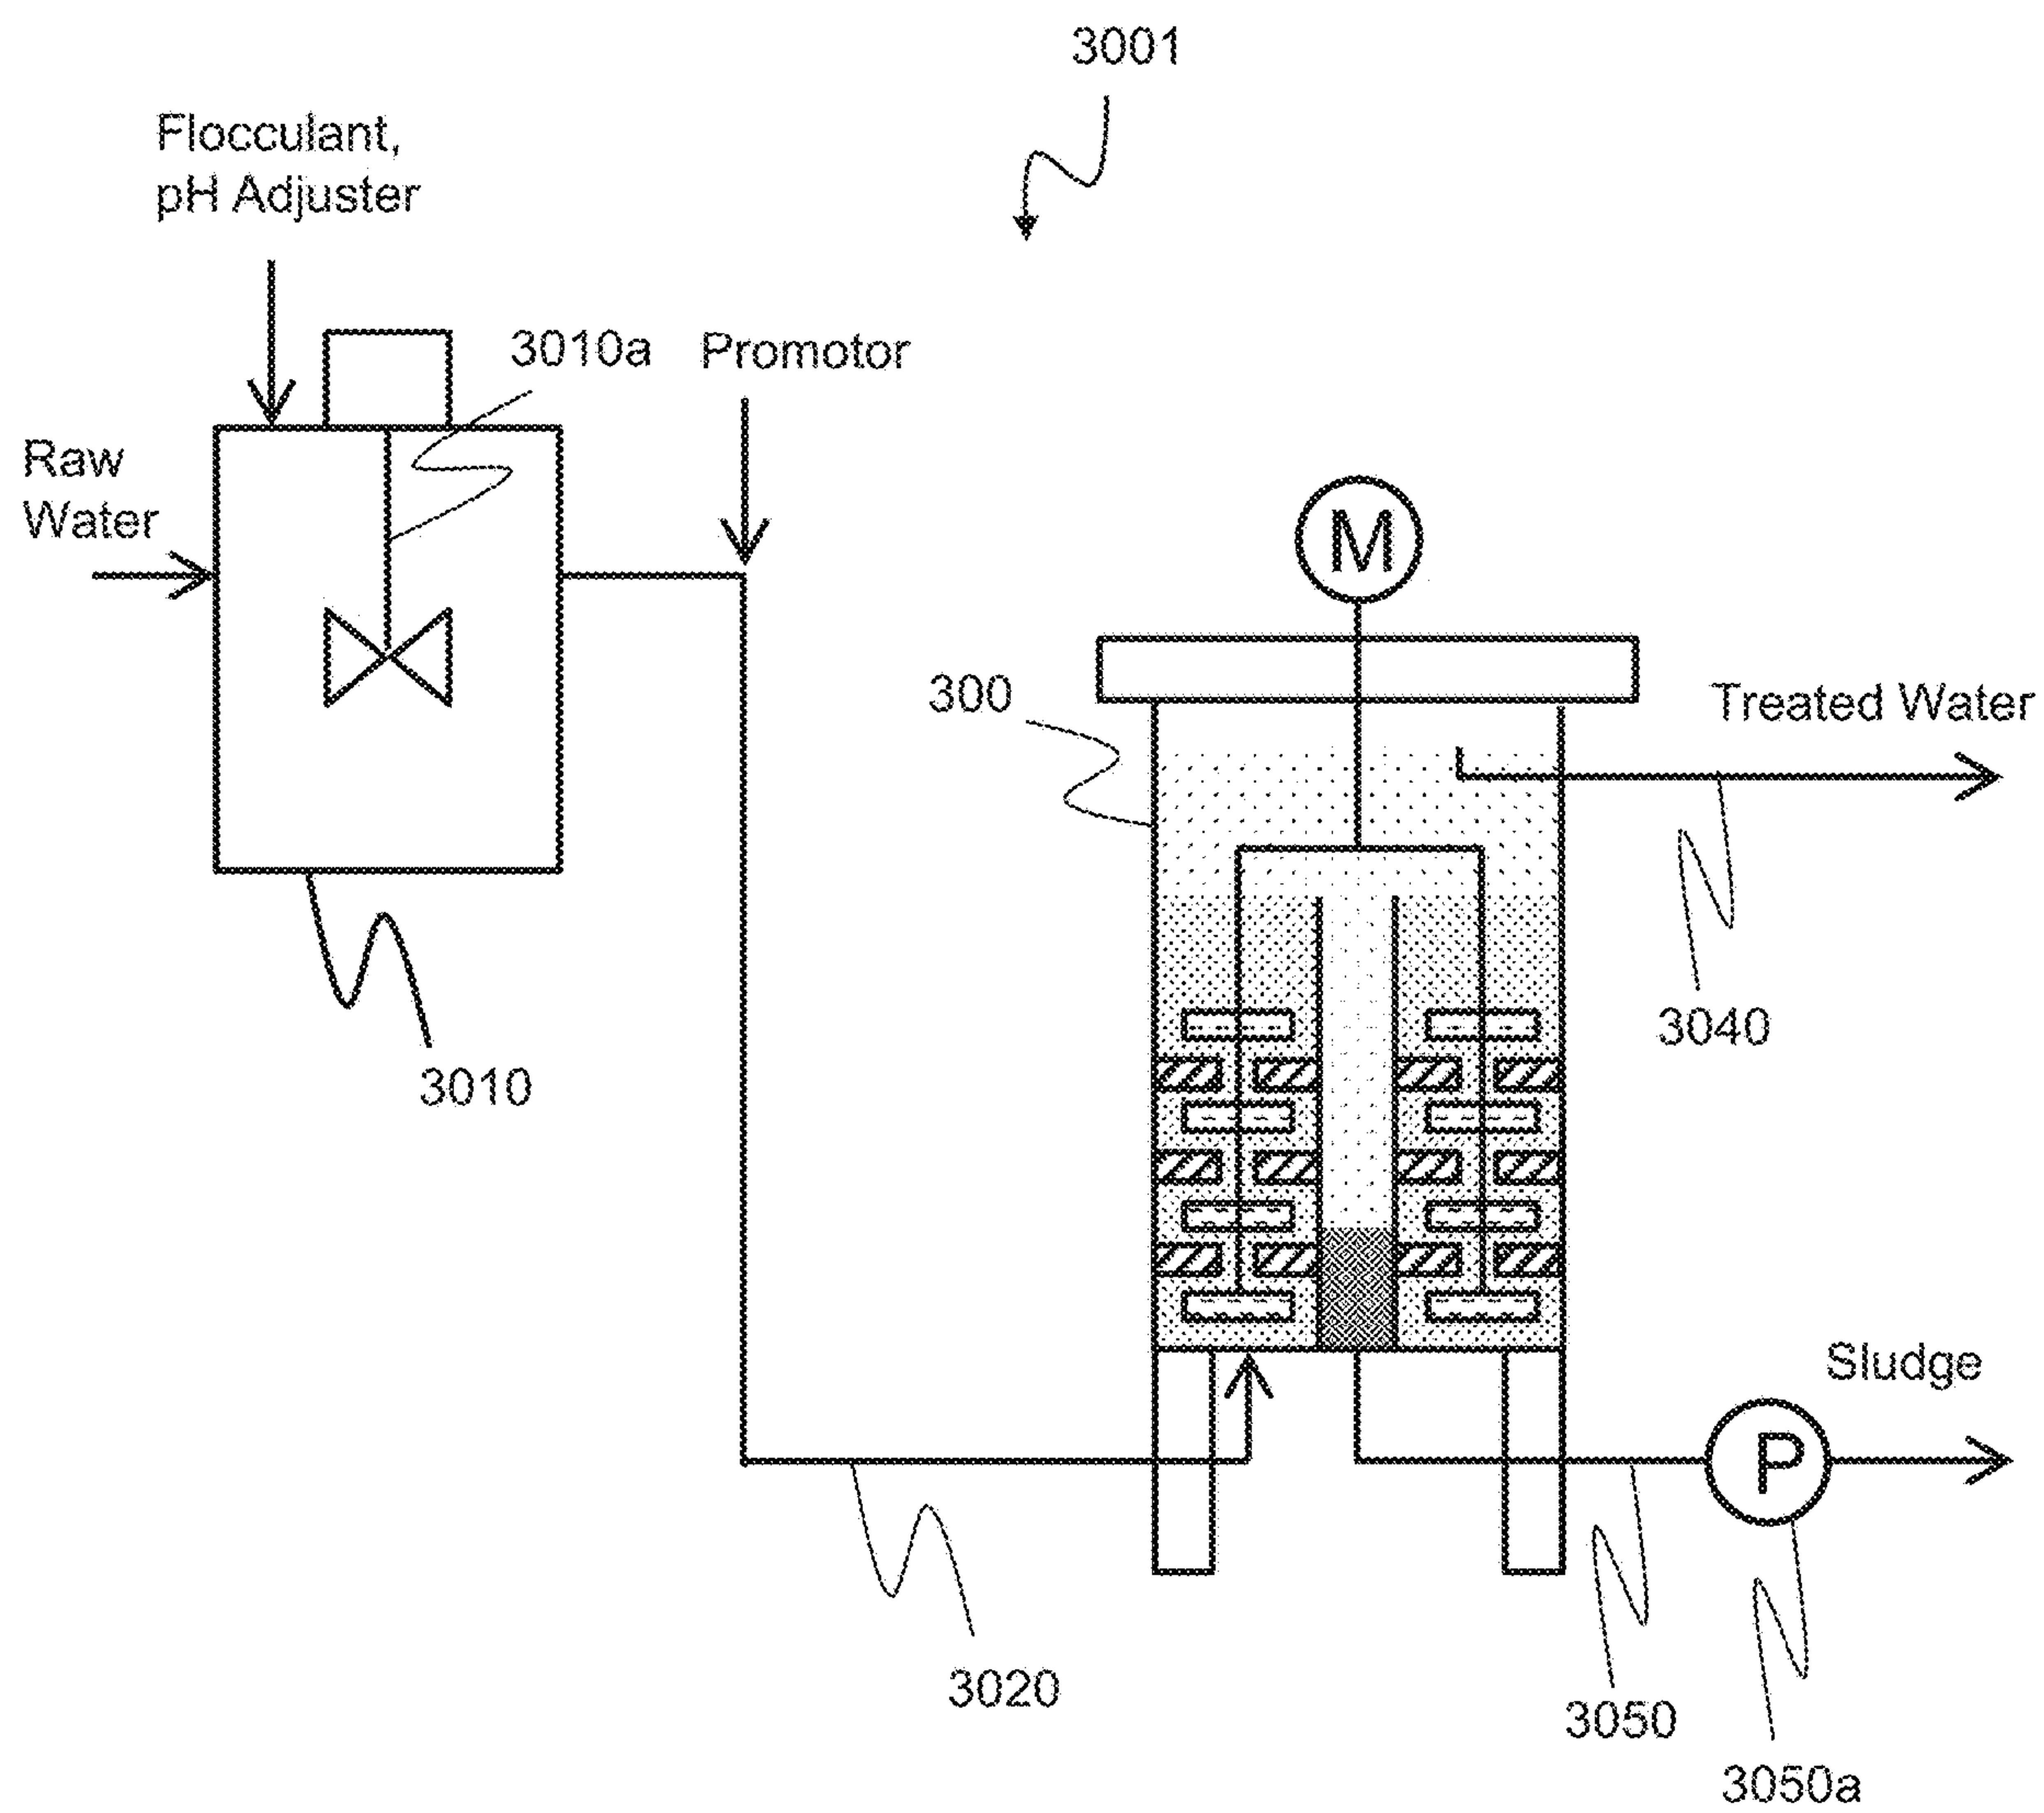 3001
Flocculant,
pH Adjuster
3010a
Promotor
Raw
Water
M
300
Treated Water
3040
3010
Sludge
P
3020
3050
3050a